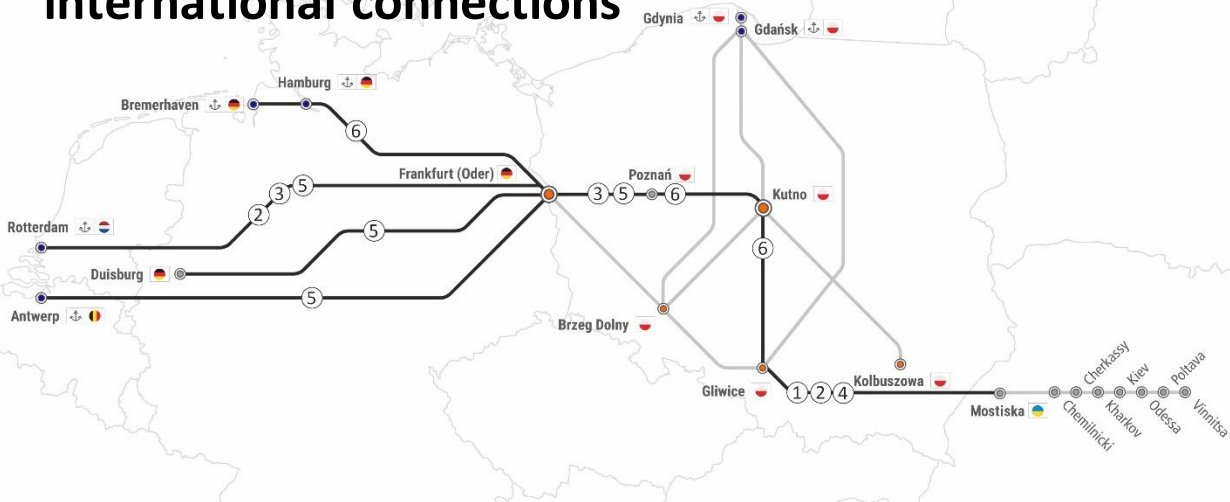 international connections
Gdynia
Gdańsk
Hamburg
Bremerhaven
6
Frankfurt (Oder)
Poznań
3 5
2
3 5 6
Kutno
Rotterdam
5
6
Duisburg
5
Antwerp
Brzeg Dolny
Gliwice
1 2 4
Kolbuszowa
Mostiska
Chemilnicki
Cherkassy
Kharkov
Kiev
Odessa
Poltava
Vinnitsa